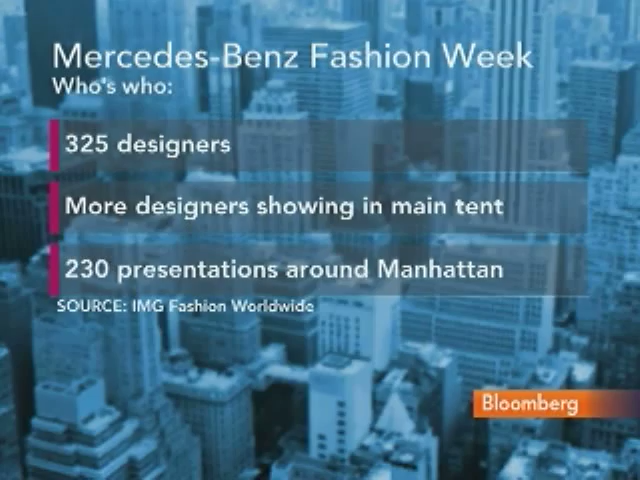 Mercedes-Benz Fashion Week
Who's who:
325 designers
More designers showing in main tent
230 presentations around Manhattan
SOURCE: IMG Fashion Worldwide
Bloomberg